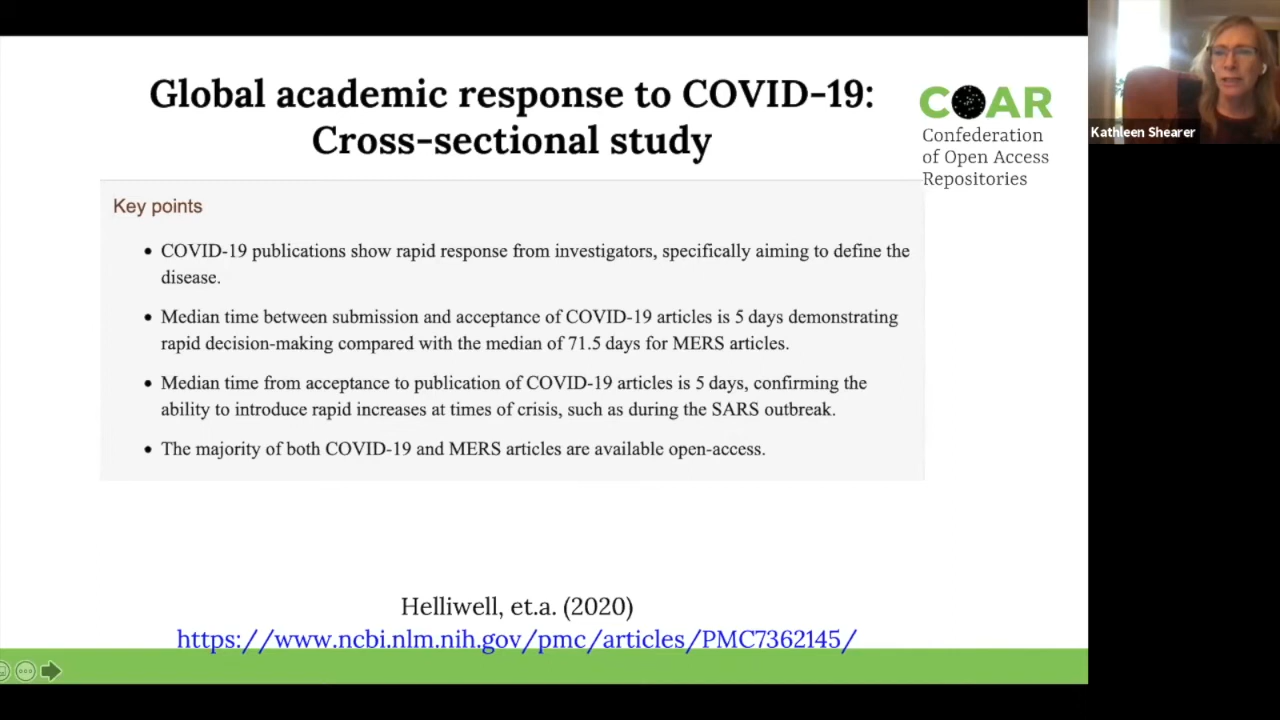 Global academic response to COVID-19:
Cross-sectional study
COAR
Confederation
of Open Access
Repositories
Kathleen Shearer
Key points
• COVID-19 publications show rapid response from investigators, specifically aiming to define the
disease.
• Median time between submission and acceptance of COVID-19 articles is 5 days demonstrating
rapid decision-making compared with the median of 71.5 days for MERS articles.
• Median time from acceptance to publication of COVID-19 articles is 5 days, confirming the
ability to introduce rapid increases at times of crisis, such as during the SARS outbreak.
• The majority of both COVID-19 and MERS articles are available open-access.
Helliwell, et.a. (2020)
https://www.ncbi.nlm.nih.gov/pmc/articles/PMC7362145/